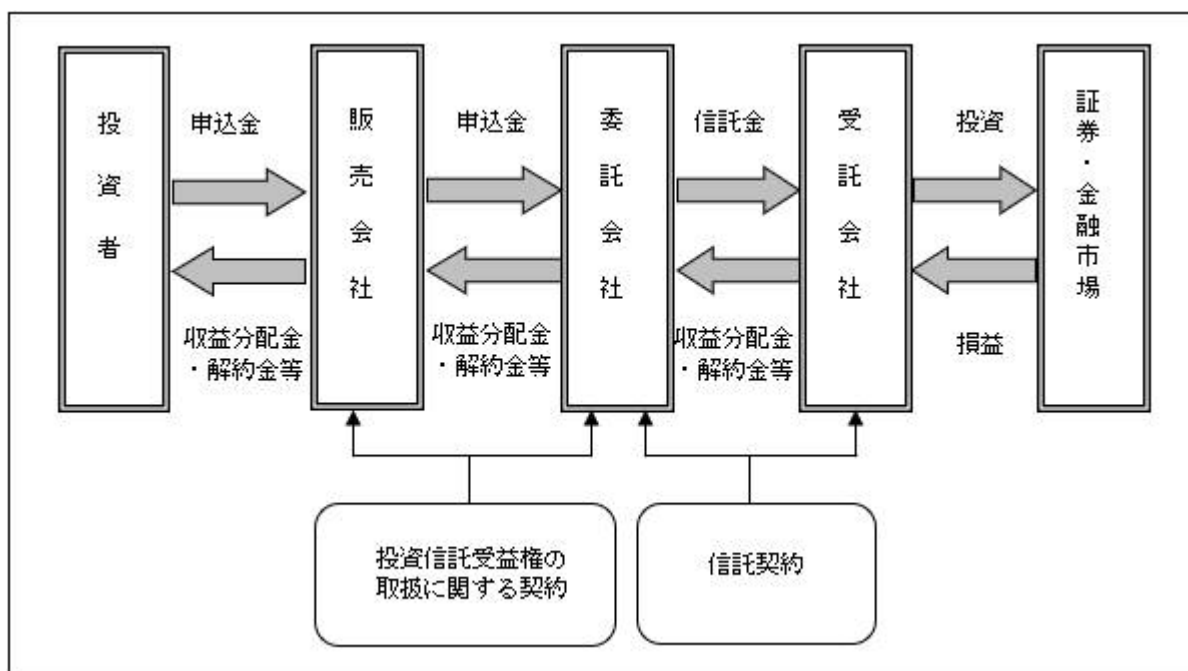 投資者
申込金
収益分配金
・解約金等
販売会社
申込金
収益分配金
・解約金等
委託会社
信託金
収益分配金
・解約金等
受託会社
投資
損益
証券・金融市場
投資信託受益権の
取扱に関する契約
信託契約